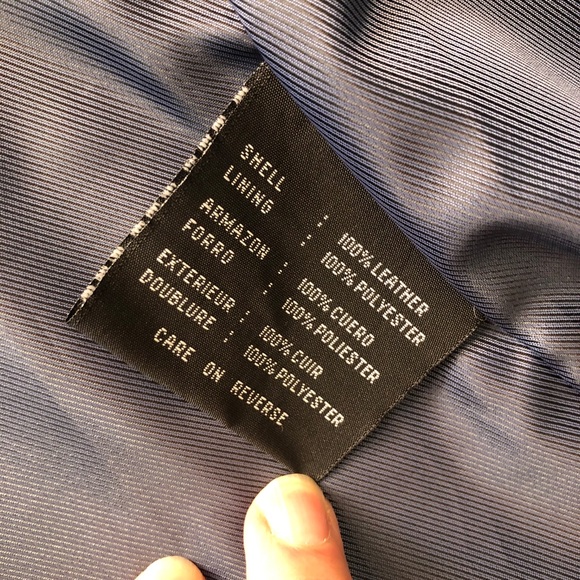 SHELL : 100% LEATHER
LINING : 100% POLYESTER
ARMAZON : 100% CUERO
FORRO : 100% POLIESTER
EXTERIEUR : 100% CUIR
DOUBLURE : 100% POLYESTER
CARE ON REVERSE